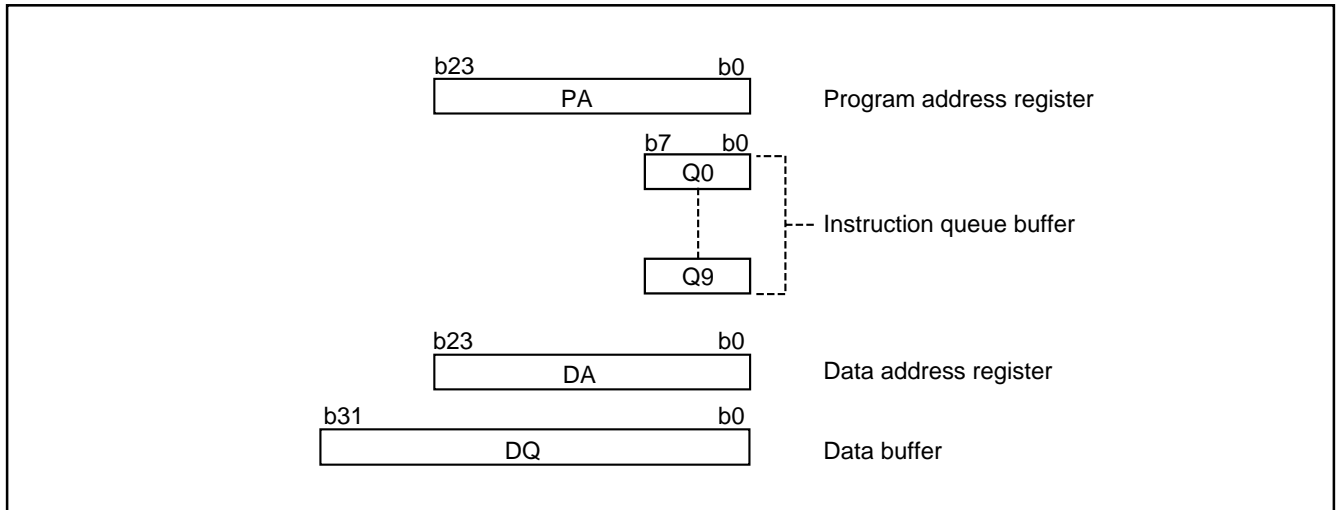 b23 b0
PA Program address register
b7 b0
Q0
Instruction queue buffer
Q9
b23 b0
DA Data address register
b31 b0
DQ Data buffer